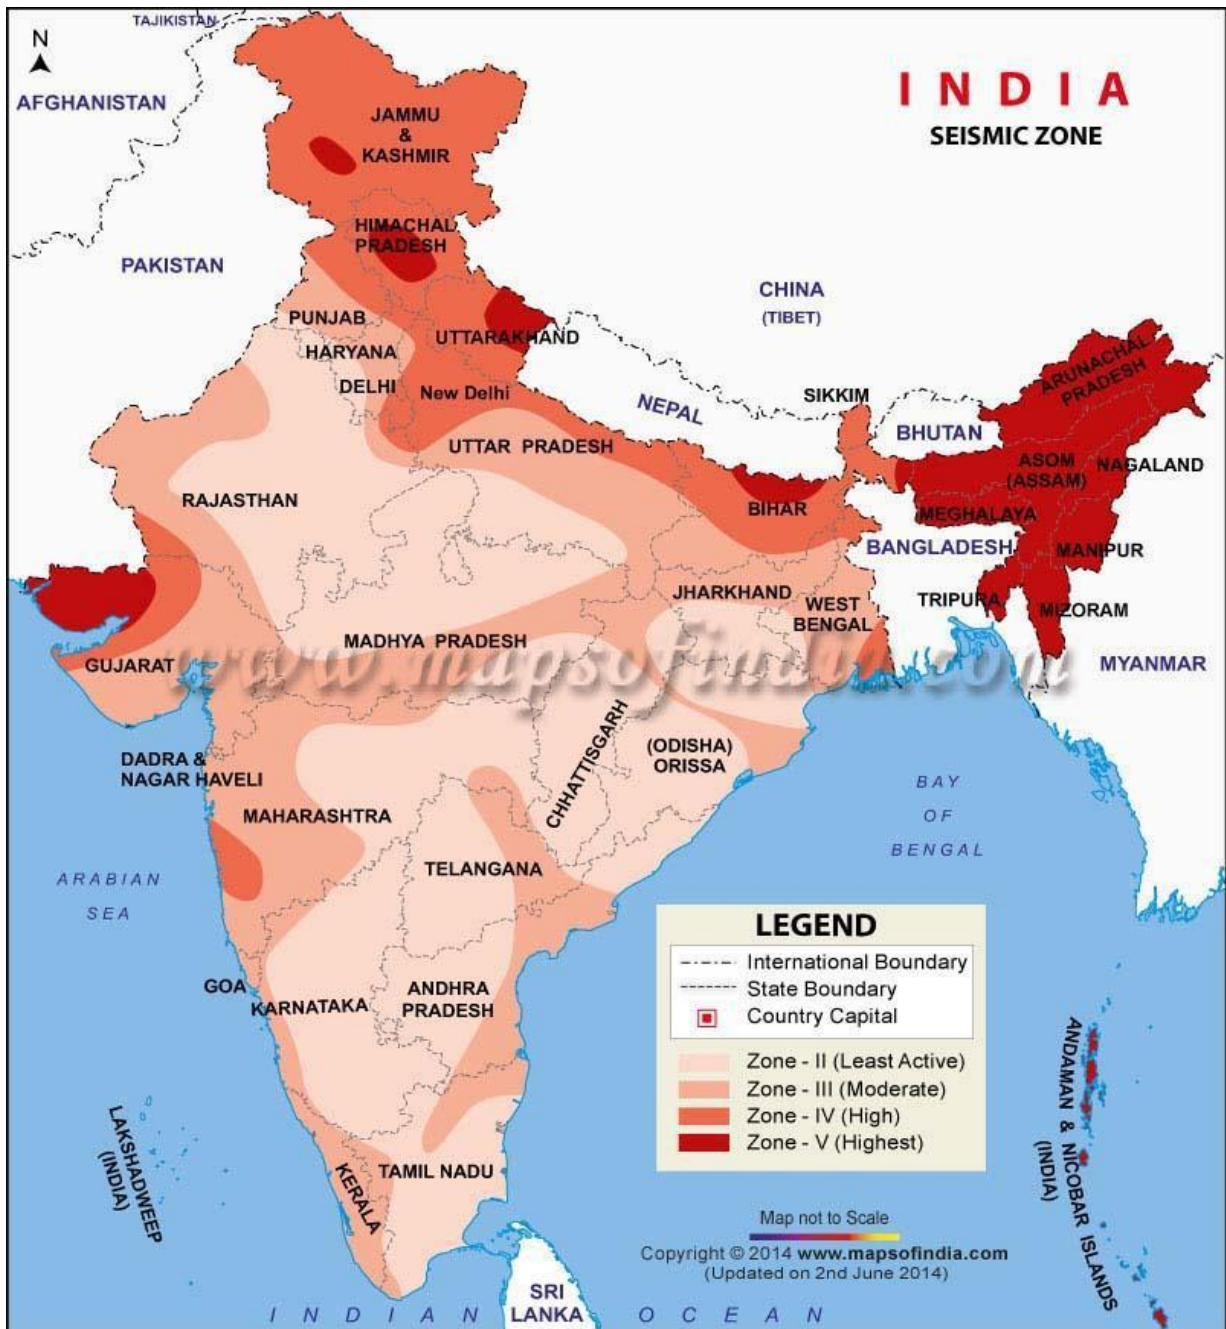 TAJIKISTAN
N
AFGHANISTAN
INDIA
SEISMIC ZONE
JAMMU
&
KASHMIR
HIMACHAL
PRADESH
PAKISTAN
CHINA
(TIBET)
PUNJAB
UTTARAKHAND
HARYANA
DELHI
New Delhi
NEPAL
SIKKIM
ARUNACHAL
PRADESH
BHUTAN
UTTAR PRADESH
ASOM
(ASSAM)
NAGALAND
RAJASTHAN
BIHAR
MEGHALAYA
BANGLADESH
MANIPUR
JHARKHAND
WEST
BENGAL
TRIPURA
MIZORAM
MADHYA PRADESH
www.mapsofindia.com
GUJARAT
MYANMAR
CHHATTISGARH
(ODISHA)
ORISSA
DADRA &
NAGAR HAVELI
BAY
OF
BENGAL
MAHARASHTRA
TELANGANA
ARABIAN
SEA
GOA
KARNATAKA
ANDHRA
PRADESH
LEGEND
International Boundary
State Boundary
Country Capital
Zone - II (Least Active)
Zone - III (Moderate)
Zone - IV (High)
Zone - V (Highest)
ANDAMAN & NICOBAR ISLANDS
(INDIA)
LAKSHADWEEP
(INDIA)
KERALA
TAMIL NADU
Map not to Scale
Copyright © 2014 www.mapsofindia.com
(Updated on 2nd June 2014)
SRI
LANKA
INDIAN OCEAN